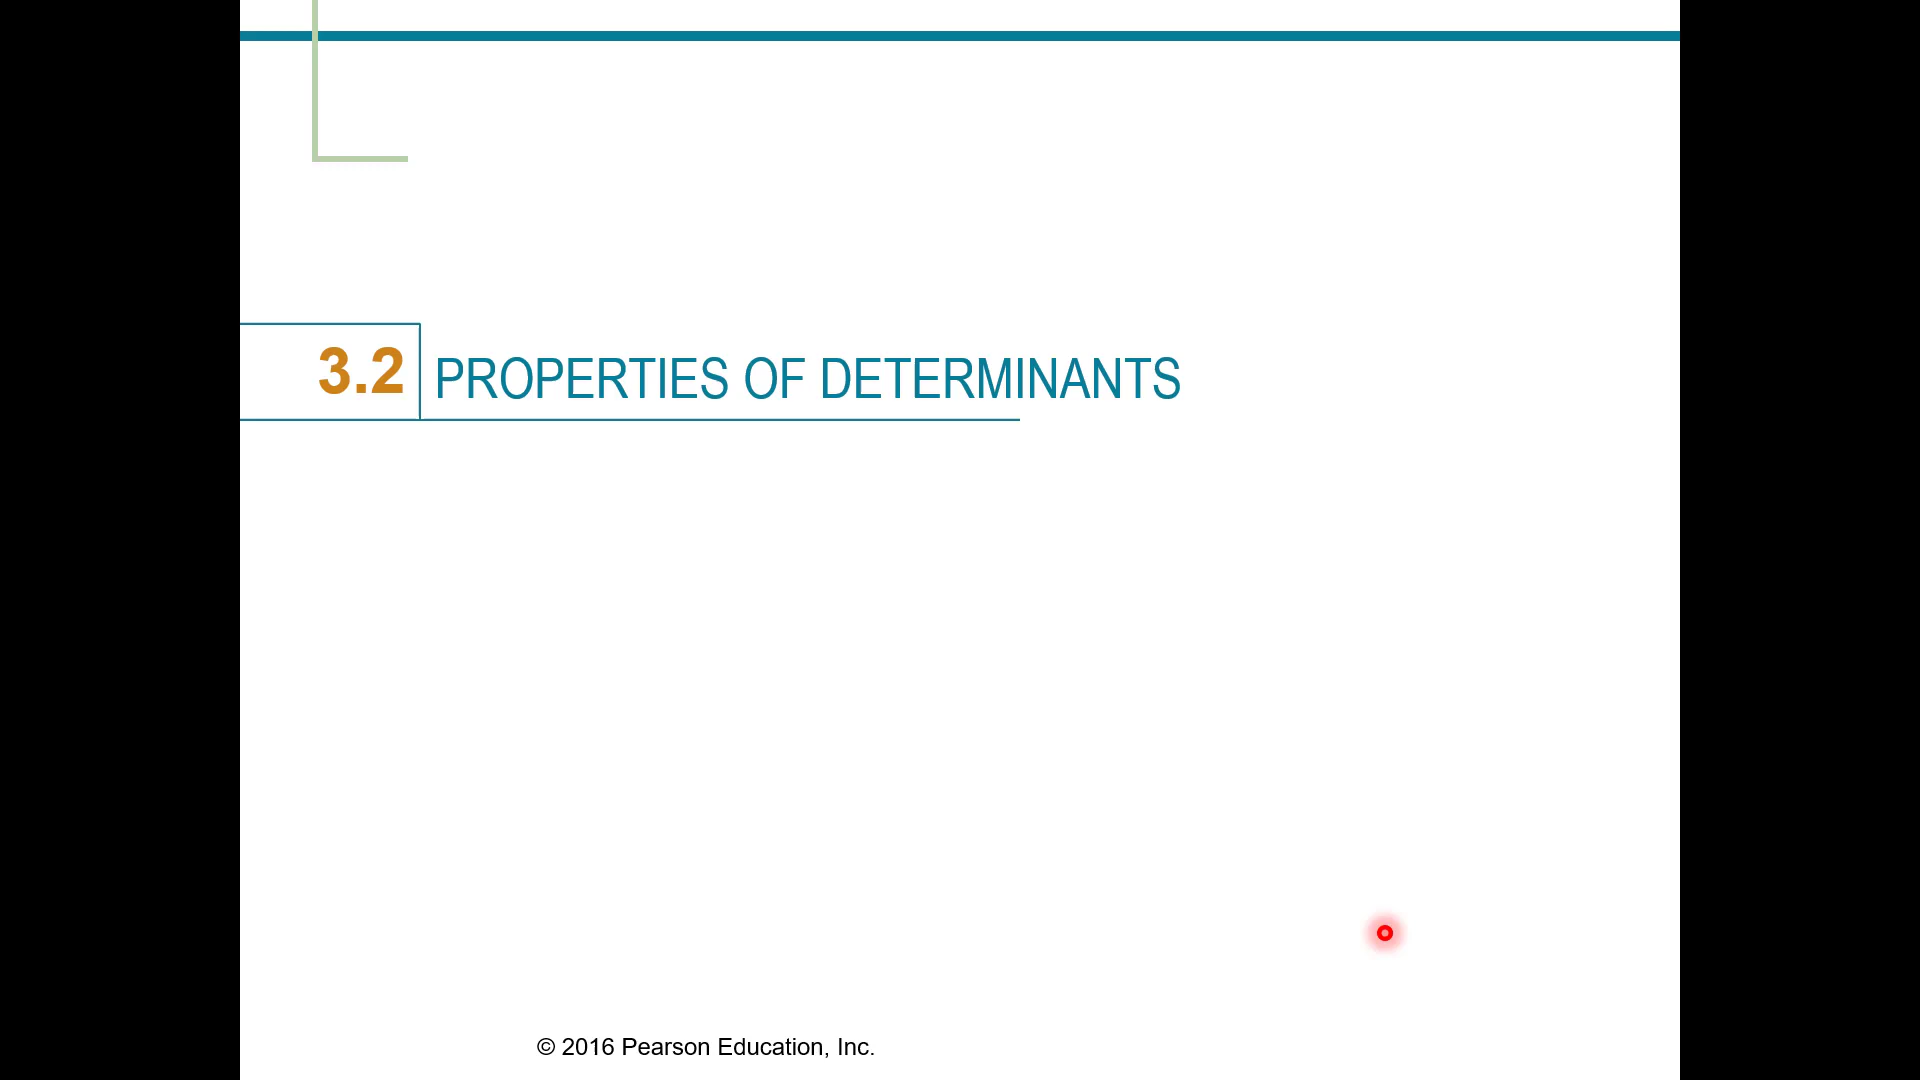 3.2 PROPERTIES OF DETERMINANTS
© 2016 Pearson Education, Inc.